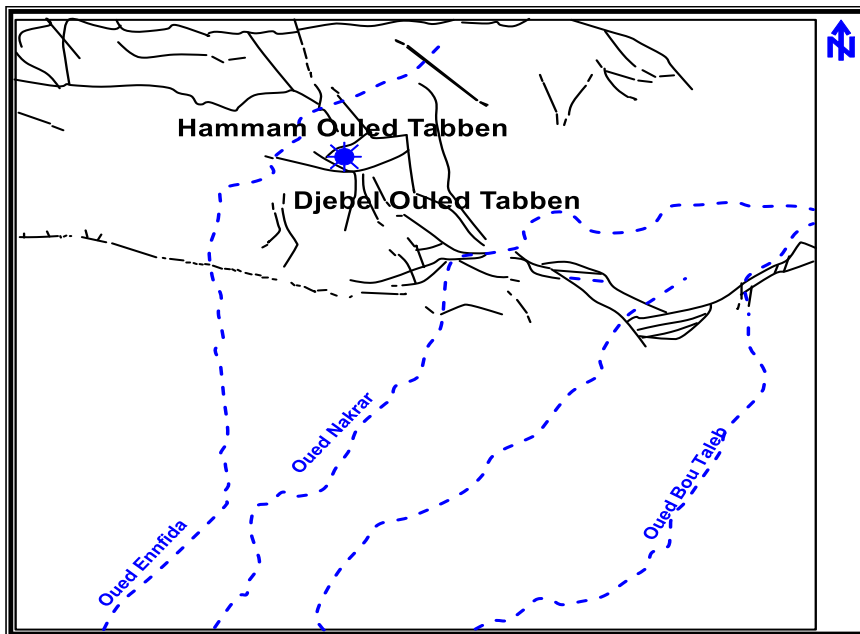 N
Hammam Ouled Tabben
Djebel Ouled Tabben
Oued Nakrar
Oued Bou Taleb
Oued Ennfida